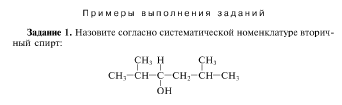 Примеры выполнения заданий
Задание 1. Назовите согласно систематической номенклатуре вторич-
ный спирт:
CH₃ H CH₃
CH₃—CH—C—CH₂—CH—CH₃
OH